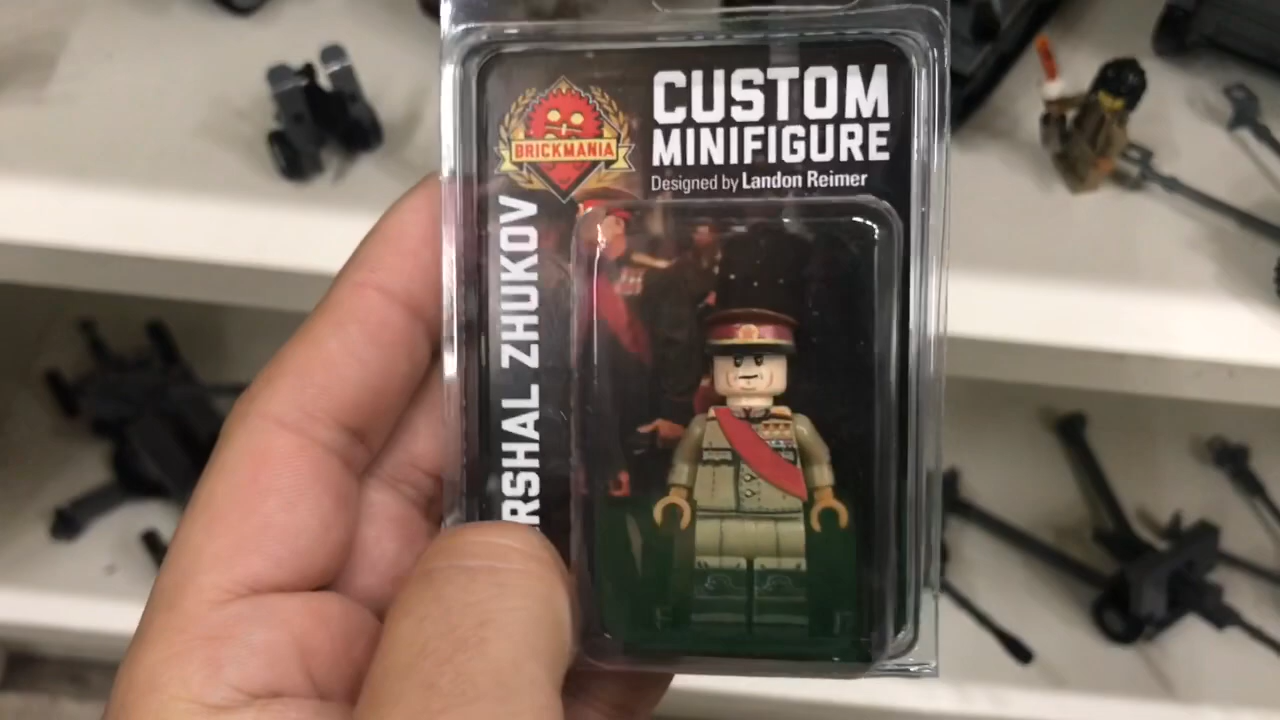 BRICKMANIA
CUSTOM
MINIFIGURE
Designed by Landon Reimer
RSHAL ZHUKOV